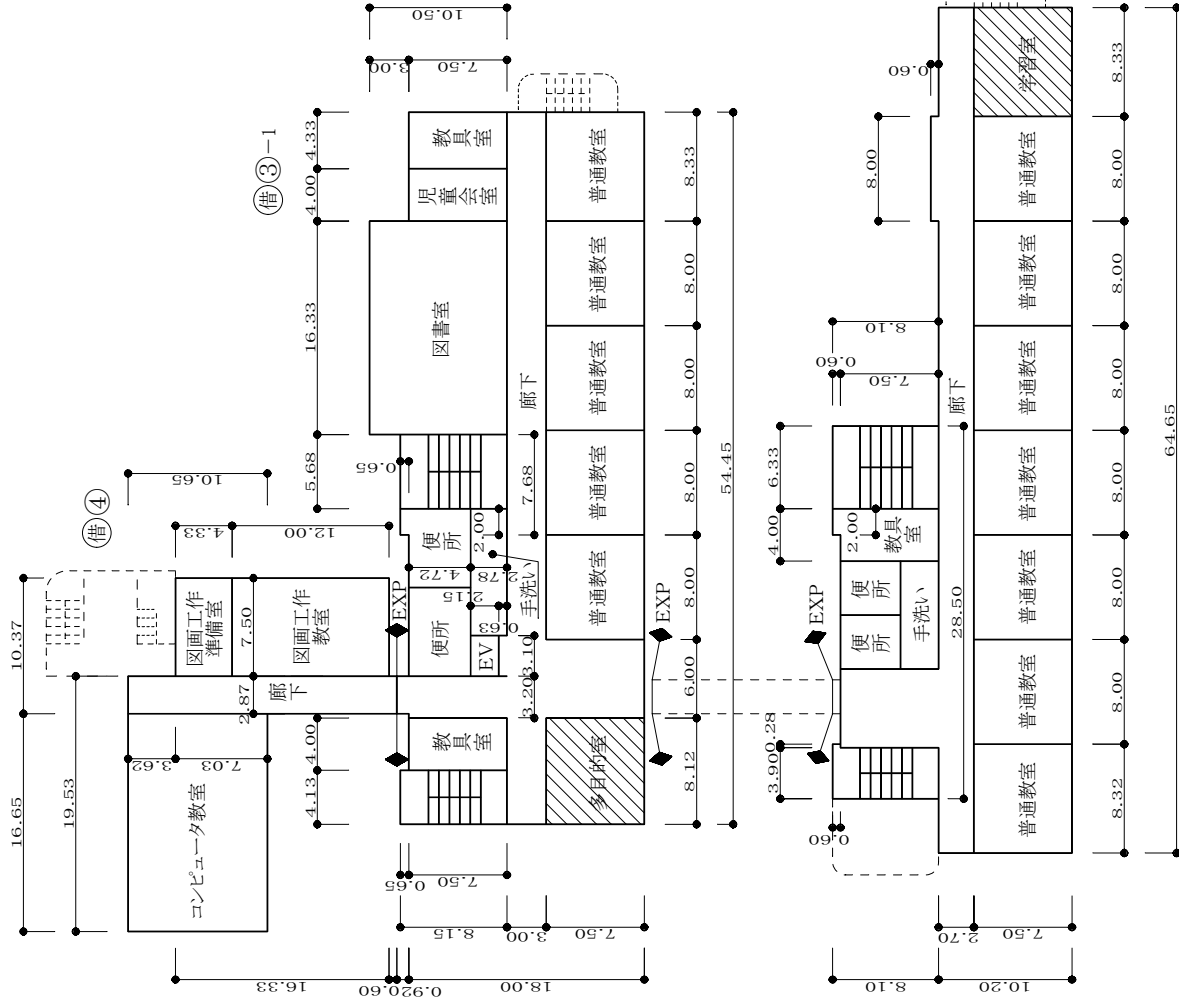 10.50
3.00
7.50
借③-1
4.33
4.00
16.33
5.68
0.65
教具室
児童会室
図書室
廊下
普通教室
普通教室
普通教室
普通教室
普通教室
8.33
8.00
8.00
8.00
8.00
6.00
8.12
54.45
7.68
2.00
便所
4.72
2.78
2.15
手洗い
0.63
便所
EV
3.10
3.20
EXP
教具室
多目的室
4.00
4.13
0.65
7.50
8.15
3.00
7.50
16.33
0.60
0.92
18.00
借④
10.65
4.33
12.00
10.37
図画工作
準備室
7.50
図画工作
教室
2.87
廊下
3.62
7.03
コンピュータ教室
16.65
19.53
0.60
8.00
学習室
8.33
普通教室
普通教室
普通教室
普通教室
普通教室
普通教室
普通教室
8.00
8.00
8.00
8.00
8.00
8.00
8.32
64.65
廊下
8.10
0.60
7.50
6.33
4.00
2.00
教具室
便所
便所
手洗い
28.50
EXP
EXP
0.28
3.90
0.60
2.70
7.50
8.10
10.20